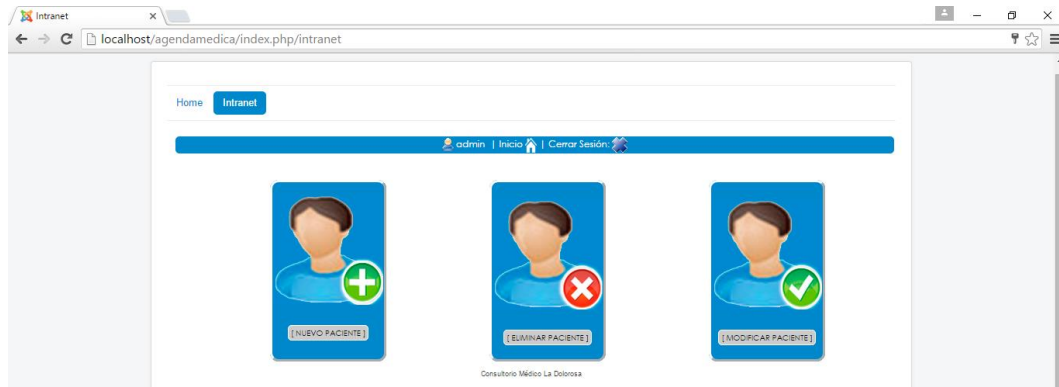 Intranet
localhost/agendamedica/index.php/intranet
Home Intranet
admin | Inicio | Cerrar Sesión:
[ NUEVO PACIENTE ]
[ ELIMINAR PACIENTE ]
[ MODIFICAR PACIENTE ]
Consultorio Médico La Dolorosa